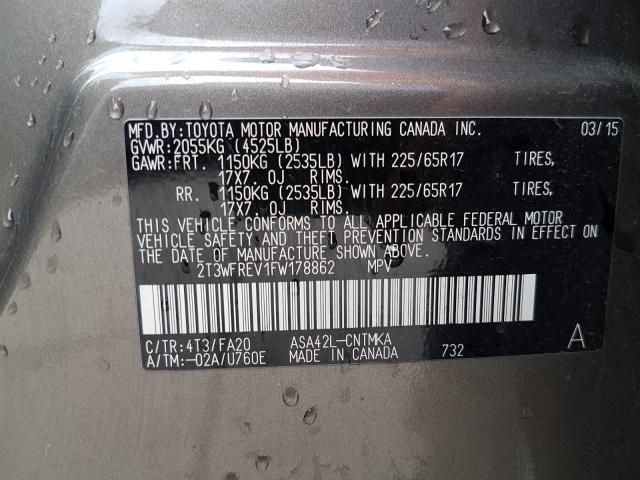 MFD.BY:TOYOTA MOTOR MANUFACTURING CANADA INC. 03/15
GVWR:2055KG (4525LB)
GAWR:FRT. 1150KG (2535LB) WITH 225/65R17 TIRES,
17X7. OJ RIMS.
RR. 1150KG (2535LB) WITH 225/65R17 TIRES,
17X7. OJ RIMS.
THIS VEHICLE CONFORMS TO ALL APPLICABLE FEDERAL MOTOR
VEHICLE SAFETY AND THEFT PREVENTION STANDARDS IN EFFECT ON
THE DATE OF MANUFACTURE SHOWN ABOVE.
2T3WFREV1FW178862 MPV
C/TR:4T3/FA20 ASA42L-CNTMKA
A/TM:-02A/U760E MADE IN CANADA 732 A